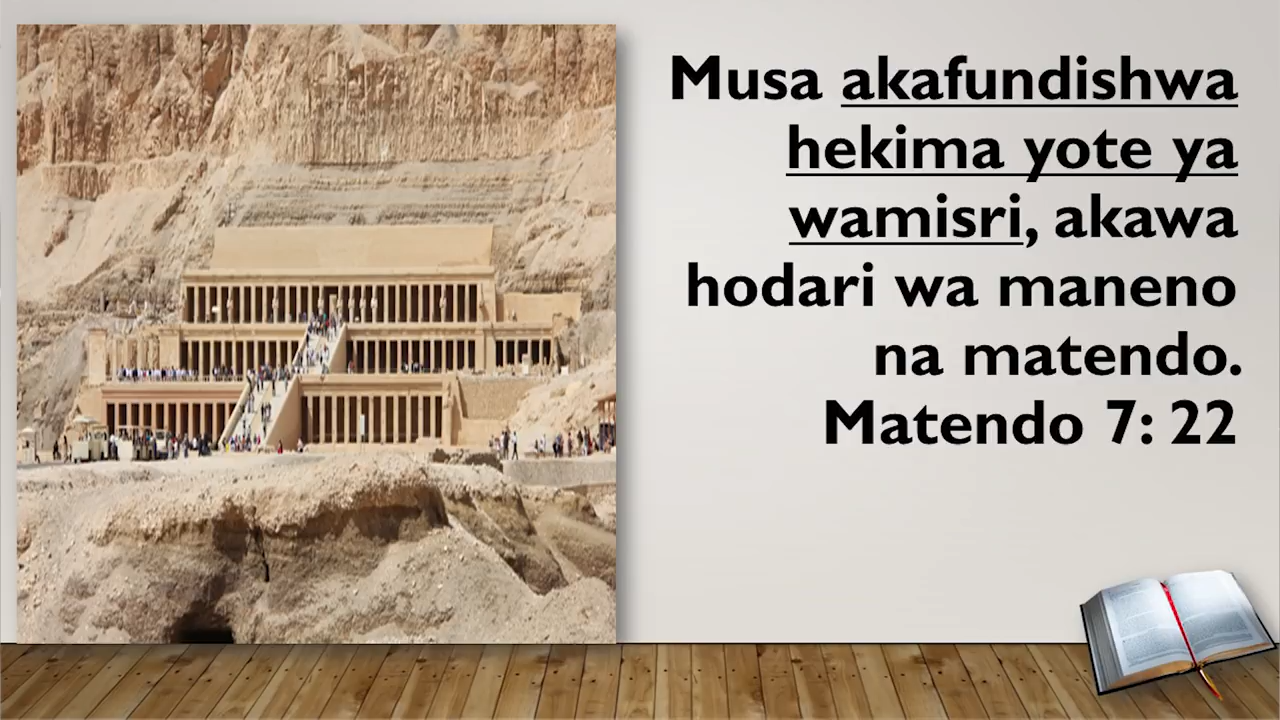 Musa akafundishwa
hekima yote ya
wamisri, akawa
hodari wa maneno
na matendo.
Matendo 7: 22